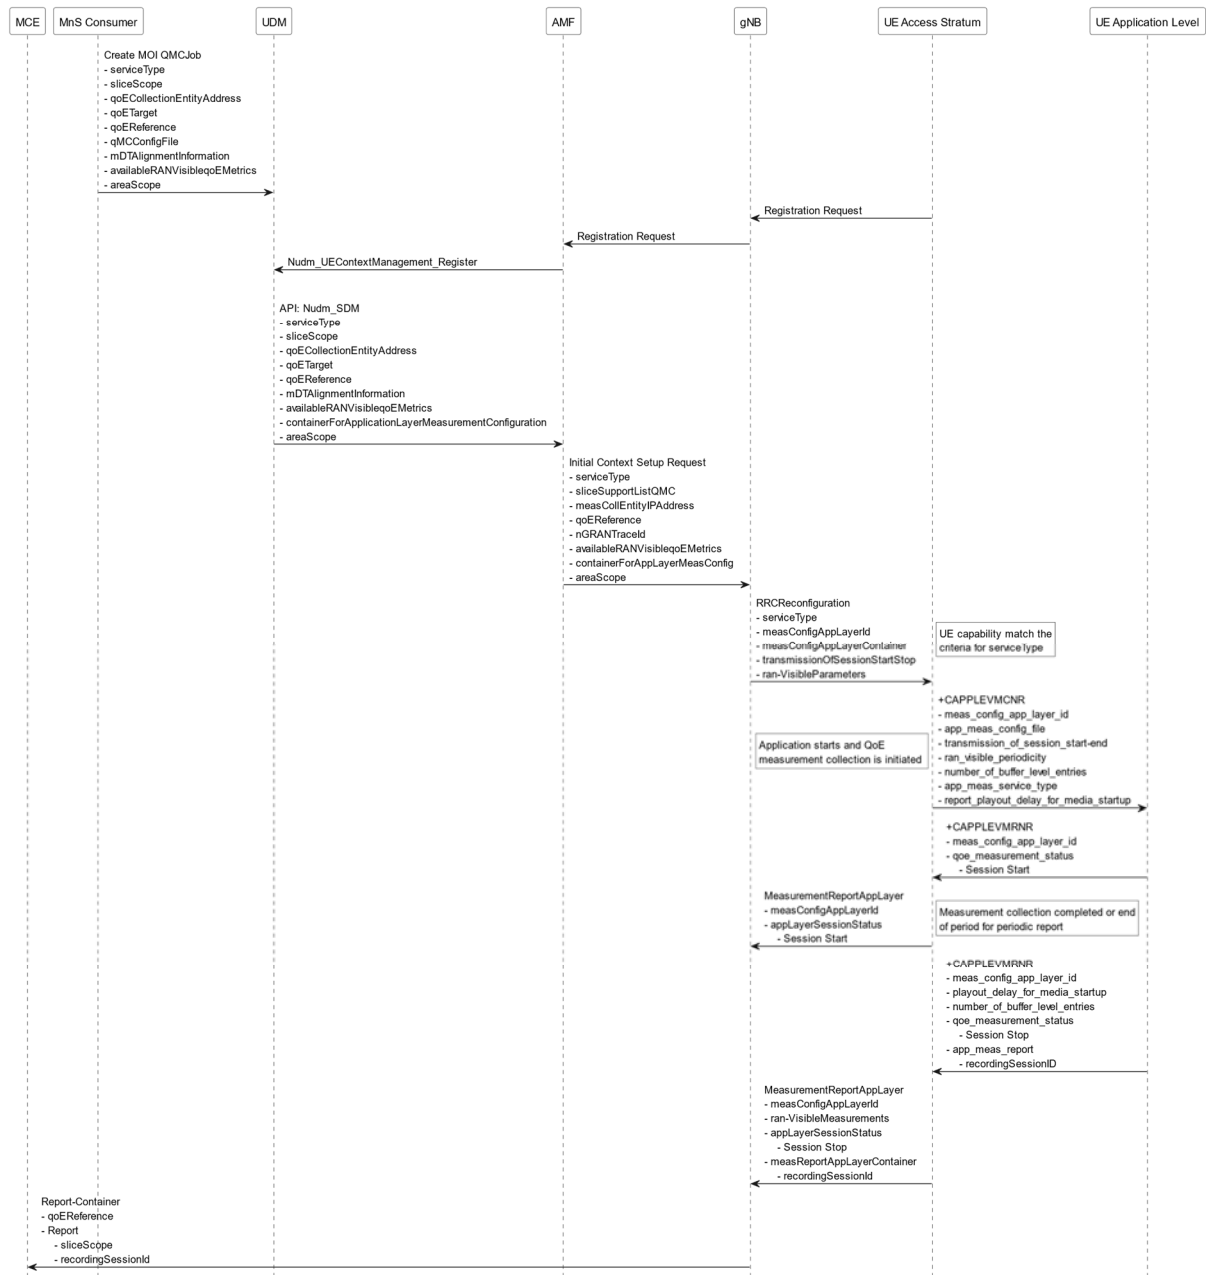 MCE
MnS Consumer
UDM
AMF
gNB
UE Access Stratum
UE Application Level
Create MOI QMCJob
- serviceType
- sliceScope
- qoECollectionEntityAddress
- qoETarget
- qoEReference
- qMCConfigFile
- mDTAlignmentInformation
- availableRANVisibleqoEMetrics
- areaScope
Registration Request
Registration Request
Nudm_UEContextManagement_Register
API: Nudm_SDM
- serviceType
- sliceScope
- qoECollectionEntityAddress
- qoETarget
- qoEReference
- mDTAlignmentInformation
- availableRANVisibleqoEMetrics
- containerForApplicationLayerMeasurementConfiguration
- areaScope
Initial Context Setup Request
- serviceType
- sliceSupportListQMC
- measCollEntityIPAddress
- qoEReference
- nGRANTraceId
- availableRANVisibleqoEMetrics
- containerForAppLayerMeasConfig
- areaScope
RRCReconfiguration
- serviceType
- measConfigAppLayerId
- measConfigAppLayerContainer
- transmissionOfSessionStartStop
- ran-VisibleParameters
UE capability match the
criteria for serviceType
+CAPPLEVMCNR
- meas_config_app_layer_id
- app_meas_config_file
- transmission_of_session_start-end
- ran_visible_periodicity
- number_of_buffer_level_entries
- app_meas_service_type
- report_playout_delay_for_media_startup
Application starts and QoE
measurement collection is initiated
+CAPPLEVMRNR
- meas_config_app_layer_id
- qoe_measurement_status
- Session Start
MeasurementReportAppLayer
- measConfigAppLayerId
- appLayerSessionStatus
- Session Start
Measurement collection completed or end
of period for periodic report
+CAPPLEVMRNR
- meas_config_app_layer_id
- playout_delay_for_media_startup
- number_of_buffer_level_entries
- qoe_measurement_status
- Session Stop
- app_meas_report
- recordingSessionID
MeasurementReportAppLayer
- measConfigAppLayerId
- ran-VisibleMeasurements
- appLayerSessionStatus
- Session Stop
- measReportAppLayerContainer
- recordingSessionId
Report-Container
- qoEReference
- Report
- sliceScope
- recordingSessionId